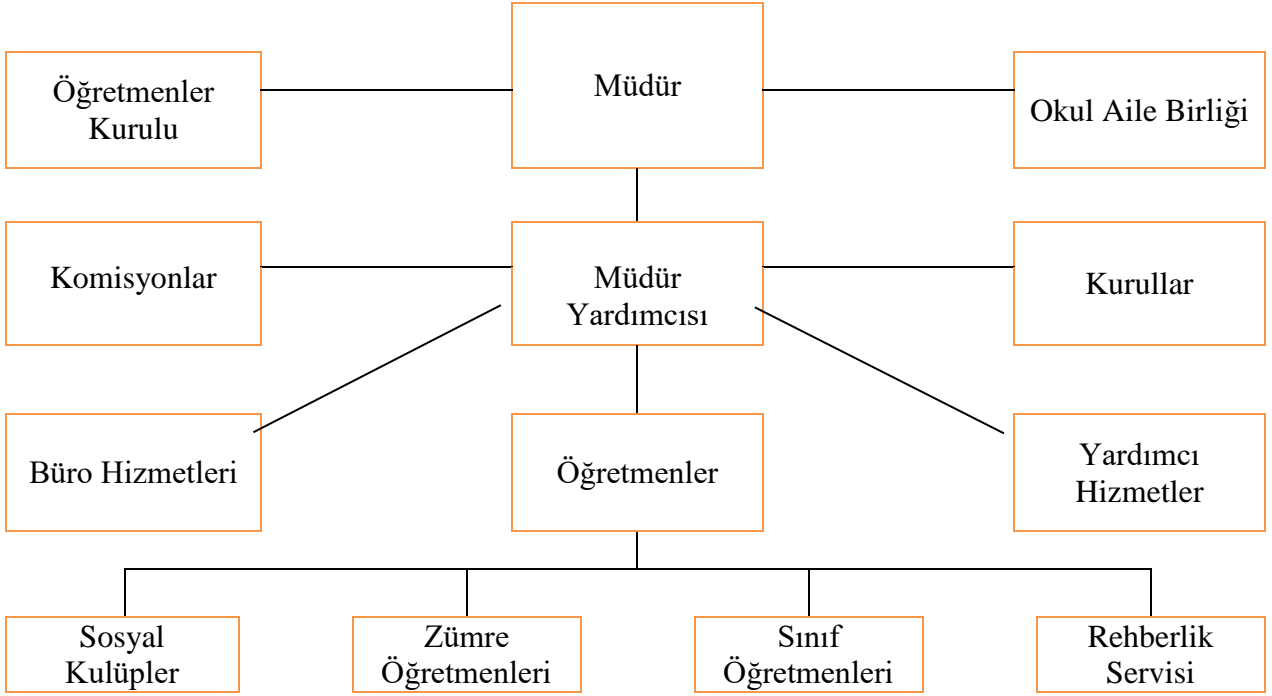 Öğretmenler
Kurulu
Müdür
Okul Aile Birliği
Komisyonlar
Müdür
Yardımcısı
Kurullar
Büro Hizmetleri
Öğretmenler
Yardımcı
Hizmetler
Sosyal
Kulüpler
Zümre
Öğretmenleri
Sınıf
Öğretmenleri
Rehberlik
Servisi